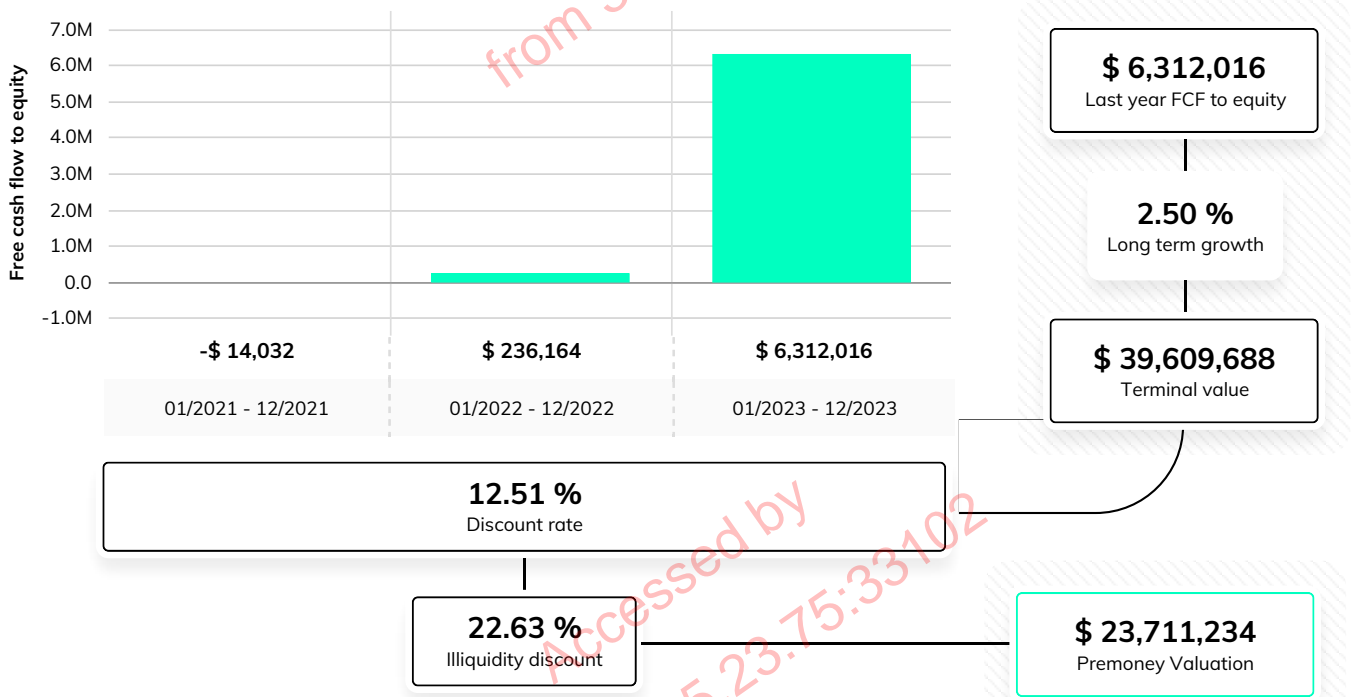 Free cash flow to equity
7.0M
6.0M
5.0M
4.0M
3.0M
2.0M
1.0M
0.0
-1.0M
-$ 14,032
$ 236,164
$ 6,312,016
01/2021 - 12/2021
01/2022 - 12/2022
01/2023 - 12/2023
$ 6,312,016
Last year FCF to equity
2.50 %
Long term growth
$ 39,609,688
Terminal value
12.51 %
Discount rate
22.63 %
Illiquidity discount
$ 23,711,234
Premoney Valuation
from
Accessed by
.23.75:33102